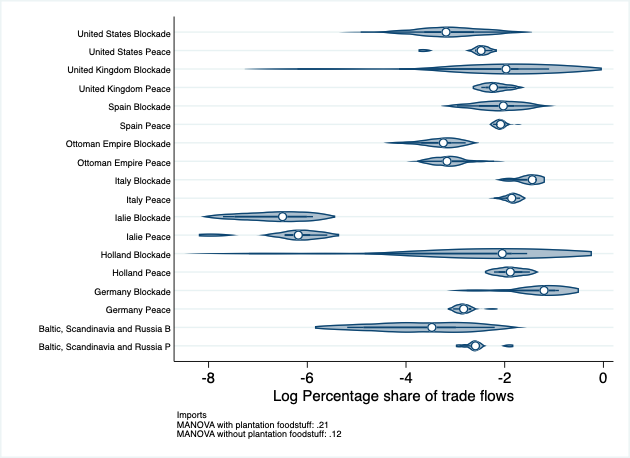 United States Blockade
United States Peace
United Kingdom Blockade
United Kingdom Peace
Spain Blockade
Spain Peace
Ottoman Empire Blockade
Ottoman Empire Peace
Italy Blockade
Italy Peace
Ialie Blockade
Ialie Peace
Holland Blockade
Holland Peace
Germany Blockade
Germany Peace
Baltic, Scandinavia and Russia B
Baltic, Scandinavia and Russia P
-8 -6 -4 -2 0
Log Percentage share of trade flows
Imports
MANOVA with plantation foodstuff: .21
MANOVA without plantation foodstuff: .12